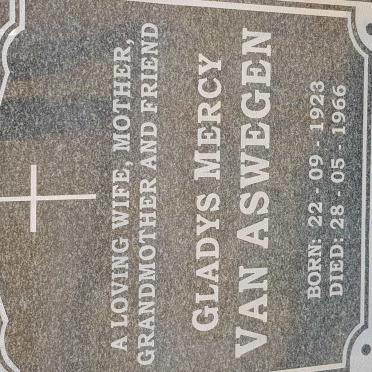 A LOVING WIFE, MOTHER,
GRANDMOTHER AND FRIEND
GLADYS MERCY
VAN ASWEGEN
BORN: 22 - 09 - 1923
DIED: 28 - 05 - 1966